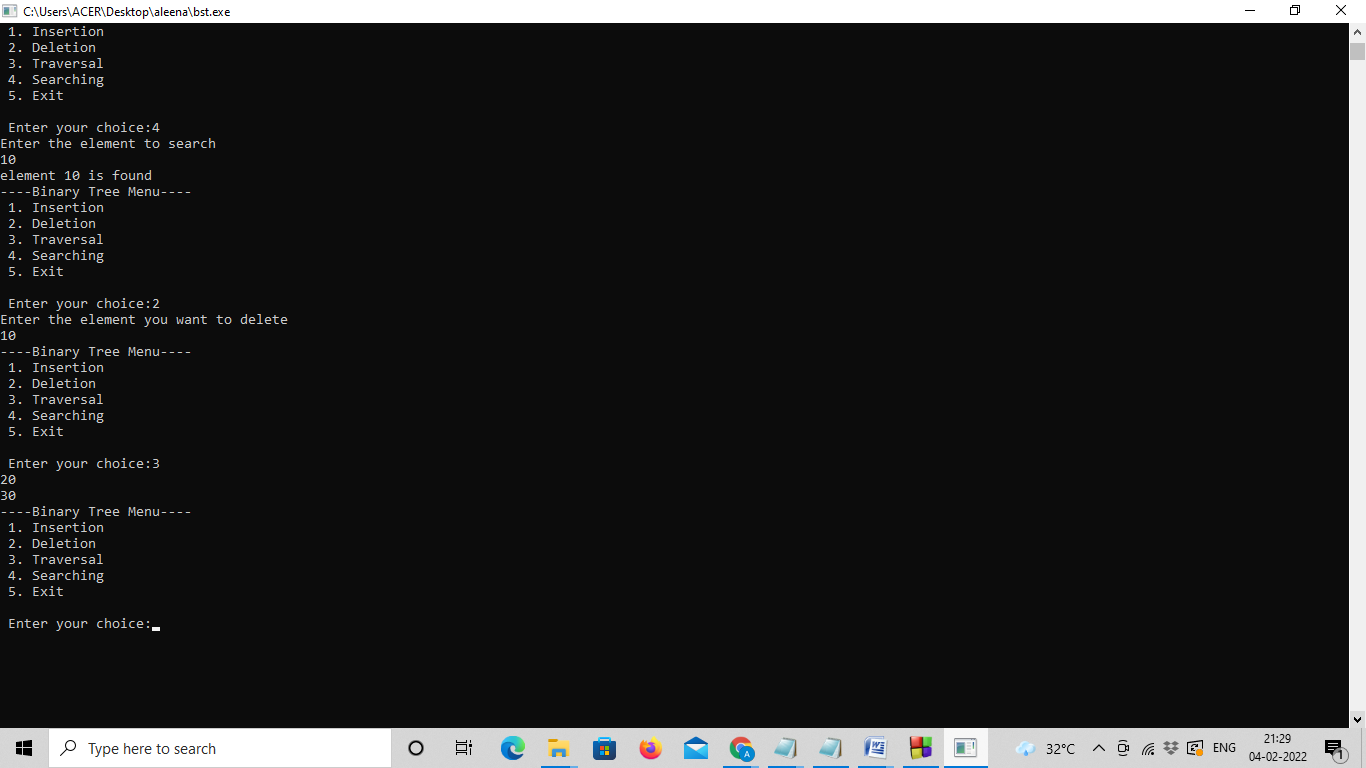 C:\Users\ACER\Desktop\aleena\bst.exe
1. Insertion
2. Deletion
3. Traversal
4. Searching
5. Exit
Enter your choice:4
Enter the element to search
10
element 10 is found
----Binary Tree Menu----
1. Insertion
2. Deletion
3. Traversal
4. Searching
5. Exit
Enter your choice:2
Enter the element you want to delete
10
----Binary Tree Menu----
1. Insertion
2. Deletion
3. Traversal
4. Searching
5. Exit
Enter your choice:3
20
30
----Binary Tree Menu----
1. Insertion
2. Deletion
3. Traversal
4. Searching
5. Exit
Enter your choice:
Type here to search
A
32°C
ENG
21:29
04-02-2022
1